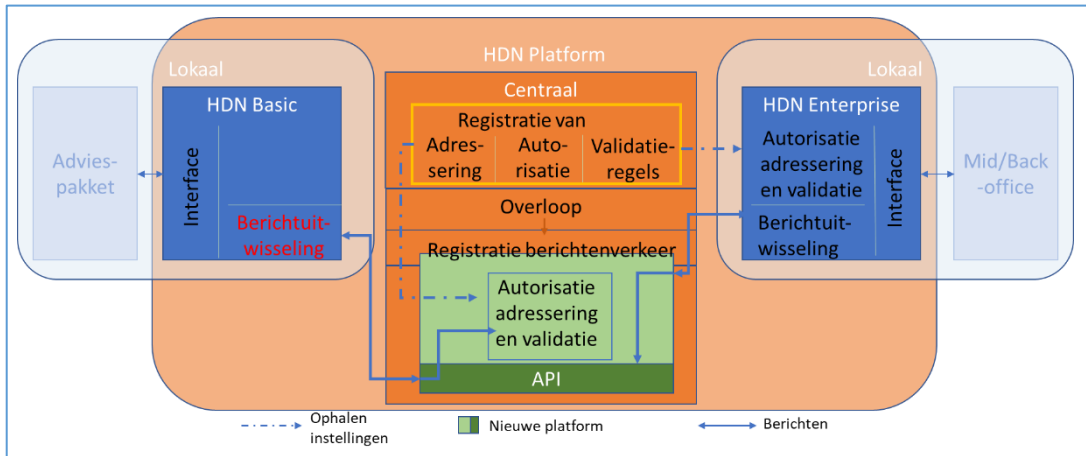 HDN Platform
Lokaal
Lokaal
Centraal
HDN Basic
HDN Enterprise
Registratie van
Adres-
sering
Auto-
risatie
Validatie-
regels
Advies-
pakket
Interface
Berichtuit-
wisseling
Autorisatie
adressering
en validatie
Berichtuit-
wisseling
Interface
Mid/Back
-office
Overloop
Registratie berichtenverkeer
Autorisatie
adressering
en validatie
API
Ophalen
instellingen
Nieuwe platform
Berichten